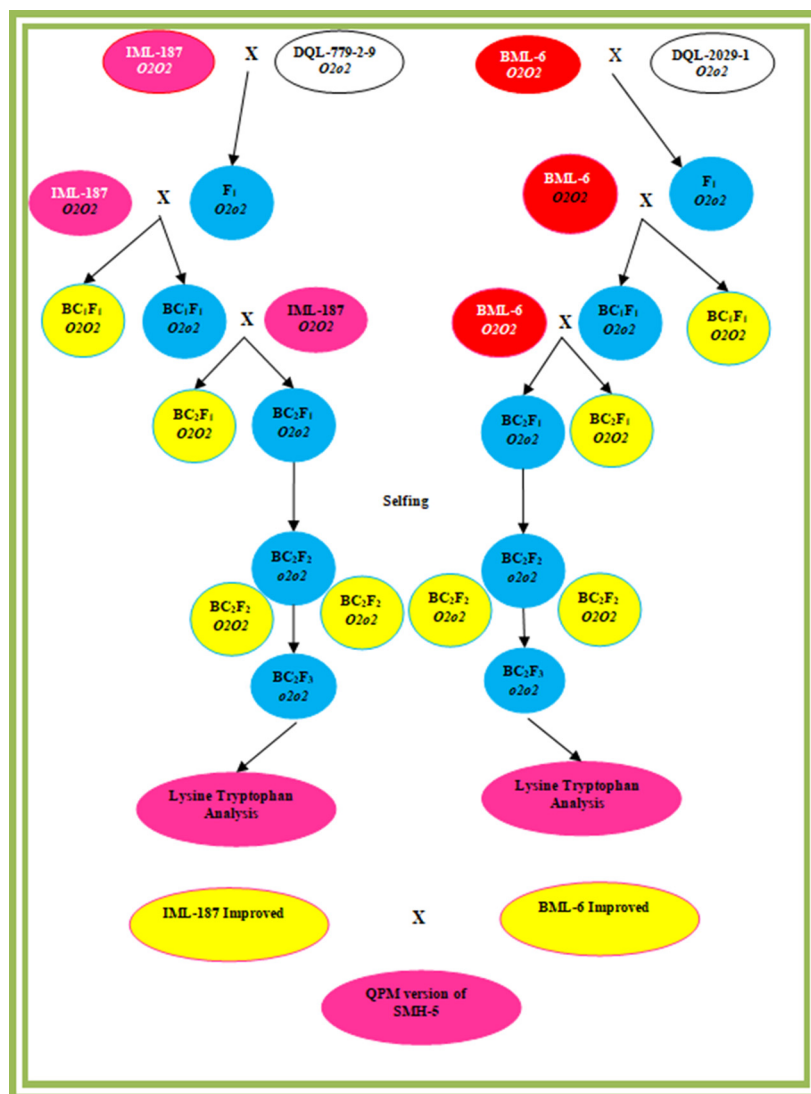 IML-187
O2O2
X
DQL-779-2-9
O2o2
BML-6
O2O2
X
DQL-2029-1
O2o2
IML-187
O2O2
X
F₁
O2o2
BML-6
O2O2
X
F₁
O2o2
BC₁F₁
O2O2
BC₁F₁
O2o2
X
IML-187
O2O2
BML-6
O2O2
X
BC₁F₁
O2o2
BC₁F₁
O2O2
BC₂F₁
O2O2
BC₂F₁
O2o2
BC₂F₁
O2o2
BC₂F₁
O2O2
Selfing
BC₂F₂
o2o2
BC₂F₂
O2O2
BC₂F₂
O2o2
BC₂F₂
o2o2
BC₂F₂
O2o2
BC₂F₂
O2O2
BC₂F₃
o2o2
BC₂F₃
o2o2
Lysine Tryptophan
Analysis
Lysine Tryptophan
Analysis
IML-187 Improved
X
BML-6 Improved
QPM version of
SMH-5